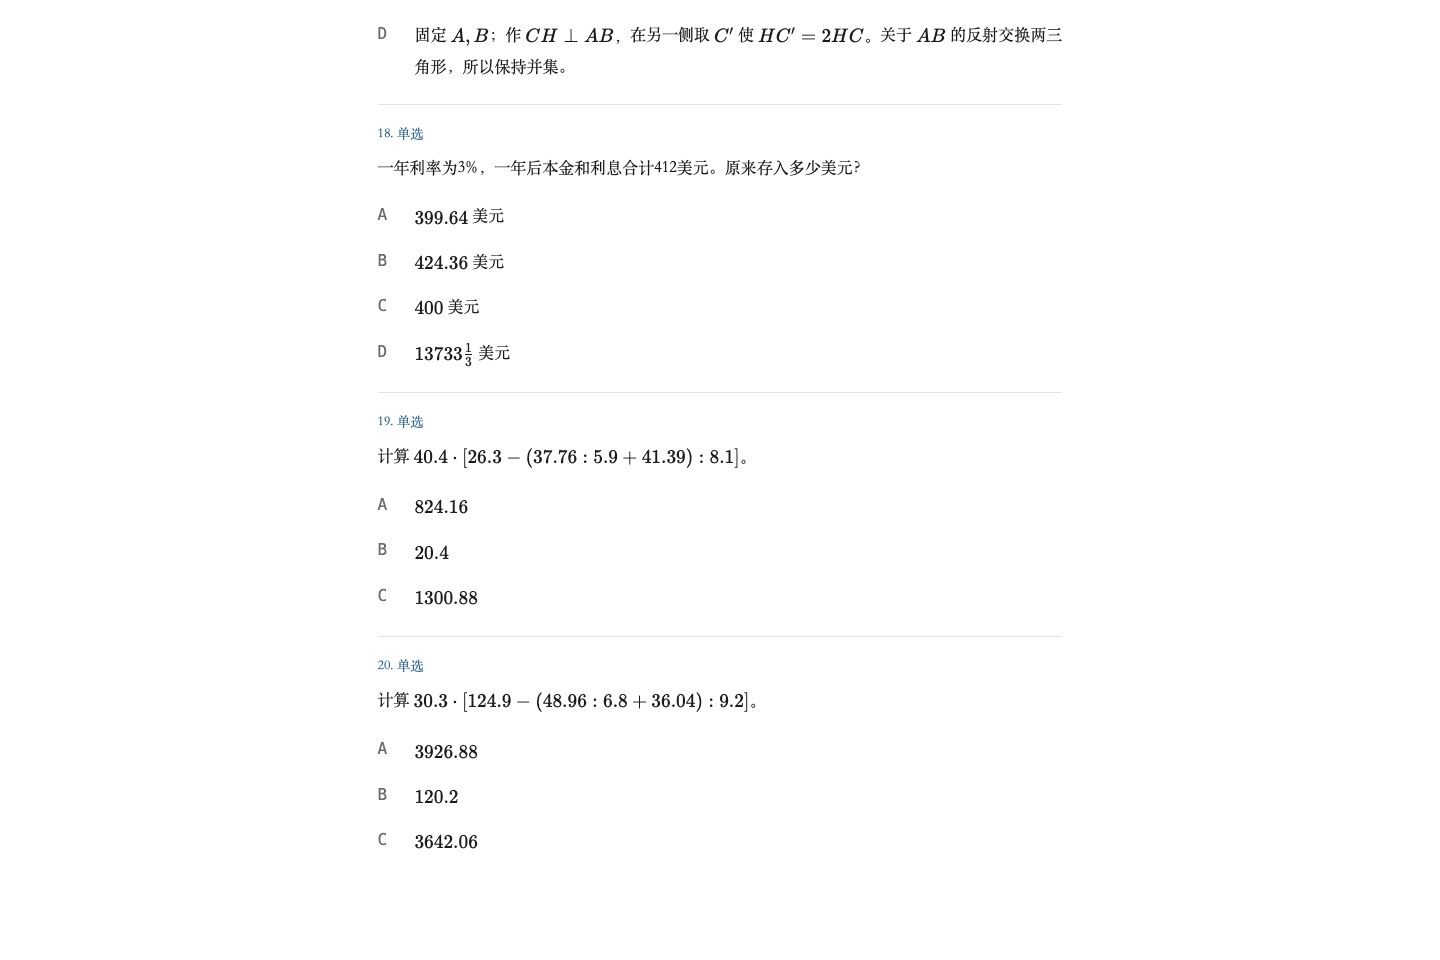 D 固定 A, B；作 CH ⊥ AB，在另一侧取 C′ 使 HC′ = 2HC。关于 AB 的反射交换两三
角形，所以保持并集。
18. 单选
一年利率为3%，一年后本金和利息合计412美元。原来存入多少美元?
A 399.64 美元
B 424.36 美元
C 400 美元
D 13733 1/3 美元
19. 单选
计算 40.4 · [26.3 − (37.76 : 5.9 + 41.39) : 8.1]。
A 824.16
B 20.4
C 1300.88
20. 单选
计算 30.3 · [124.9 − (48.96 : 6.8 + 36.04) : 9.2]。
A 3926.88
B 120.2
C 3642.06